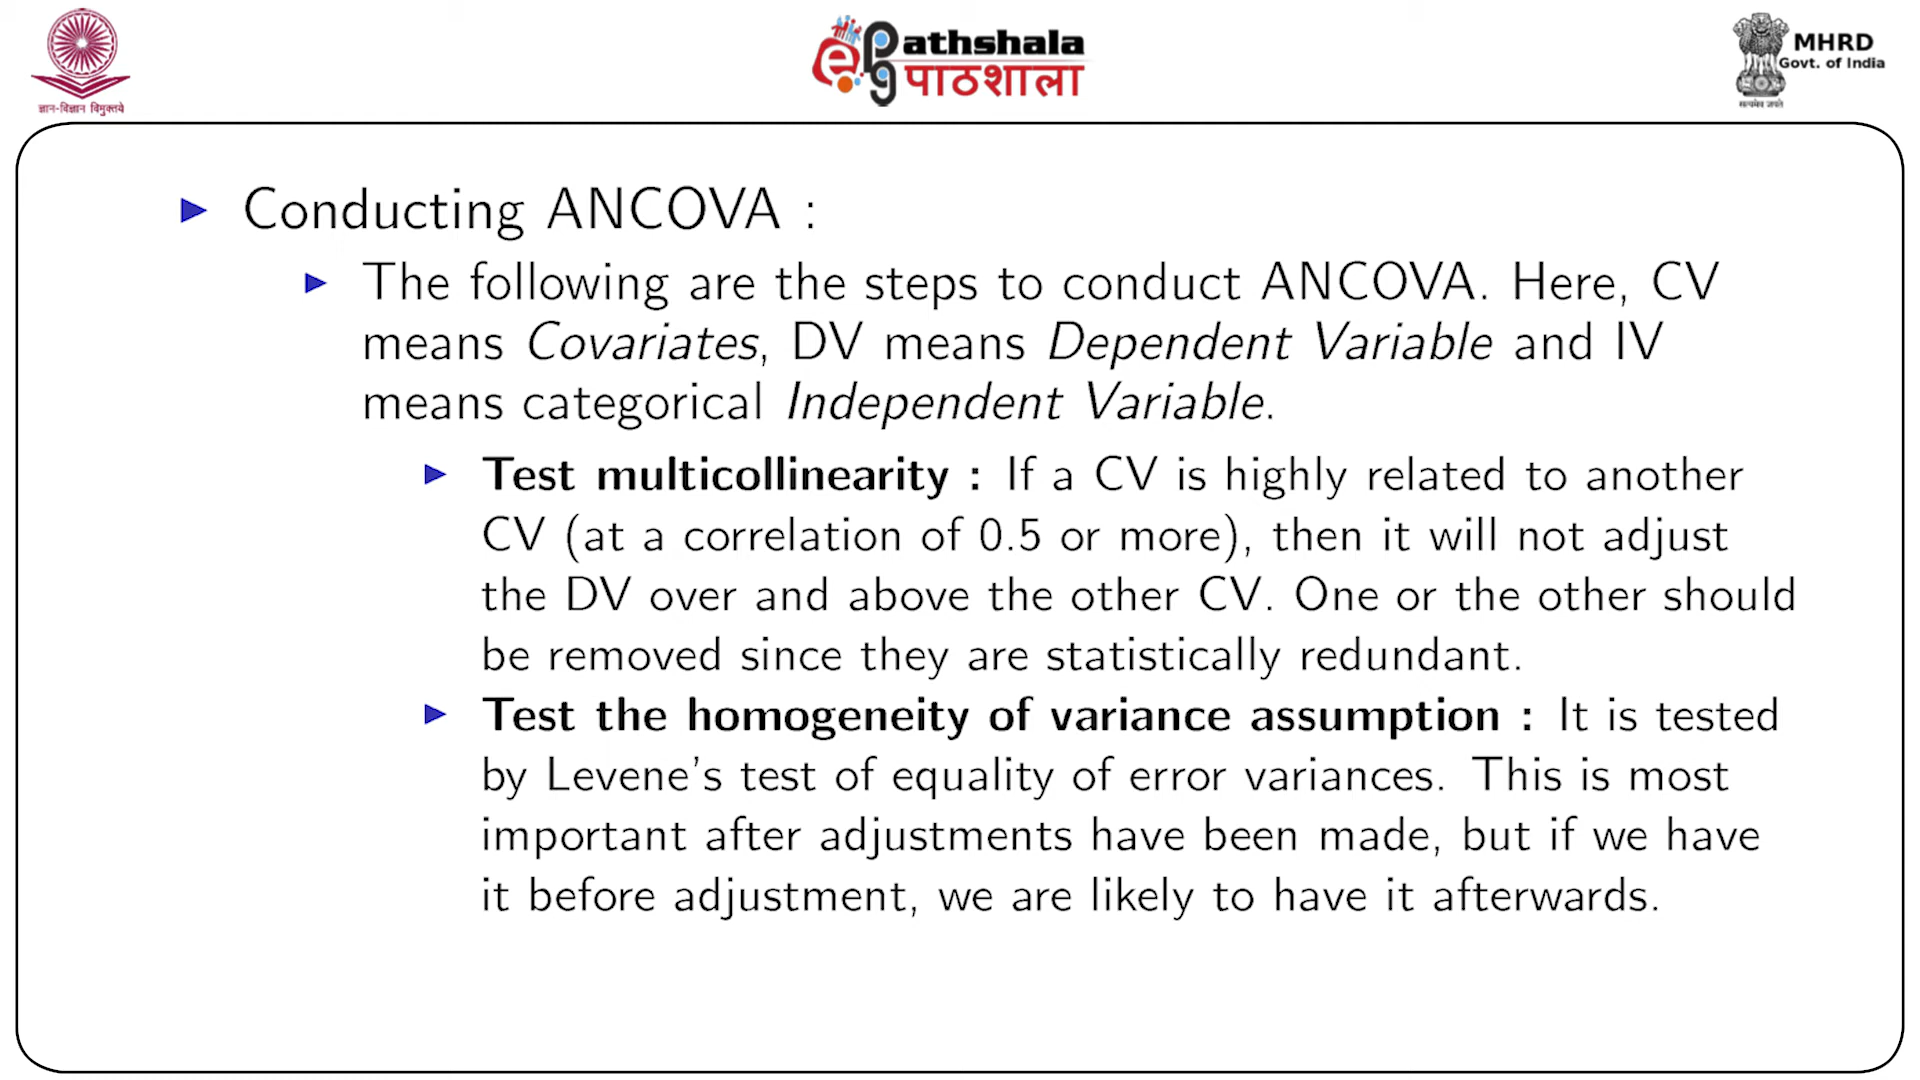 ज्ञान-विज्ञान विमुक्तये
ePGathshala
पाठशाला
MHRD
Govt. of India
सत्यमेव जयते
Conducting ANCOVA :
The following are the steps to conduct ANCOVA. Here, CV
means Covariates, DV means Dependent Variable and IV
means categorical Independent Variable.
Test multicollinearity : If a CV is highly related to another
CV (at a correlation of 0.5 or more), then it will not adjust
the DV over and above the other CV. One or the other should
be removed since they are statistically redundant.
Test the homogeneity of variance assumption : It is tested
by Levene's test of equality of error variances. This is most
important after adjustments have been made, but if we have
it before adjustment, we are likely to have it afterwards.